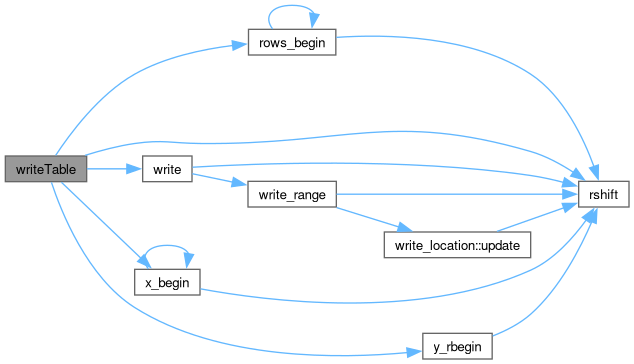 rows_begin
writeTable
write
write_range
rshift
write_location::update
x_begin
y_rbegin